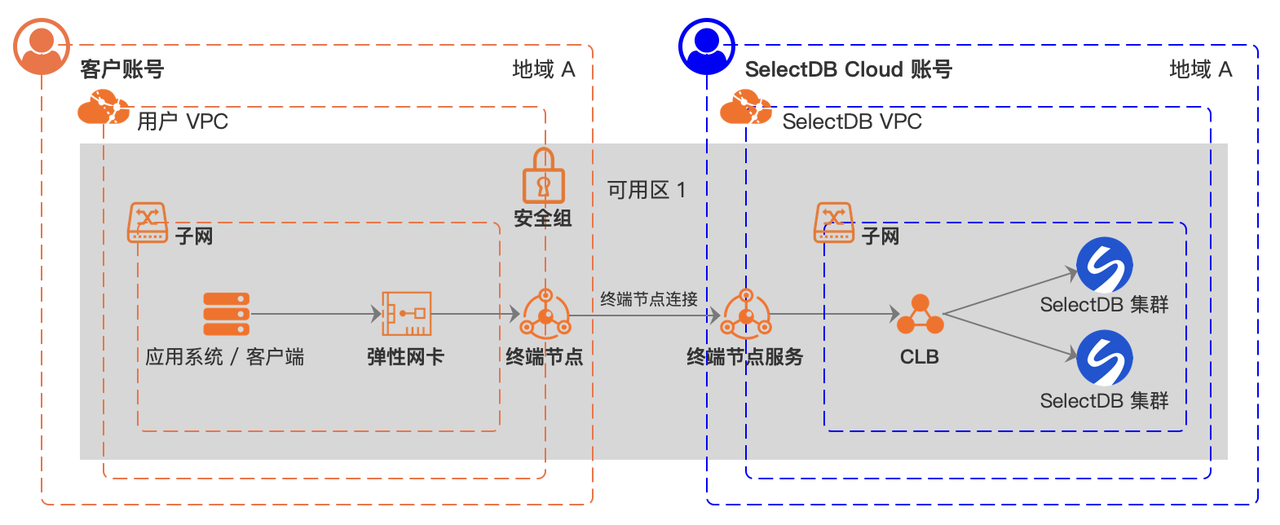 客户账号
地域 A
SelectDB Cloud 账号
地域 A
用户 VPC
SelectDB VPC
可用区 1
安全组
子网
子网
终端节点连接
SelectDB 集群
应用系统 / 客户端
弹性网卡
终端节点
终端节点服务
CLB
SelectDB 集群